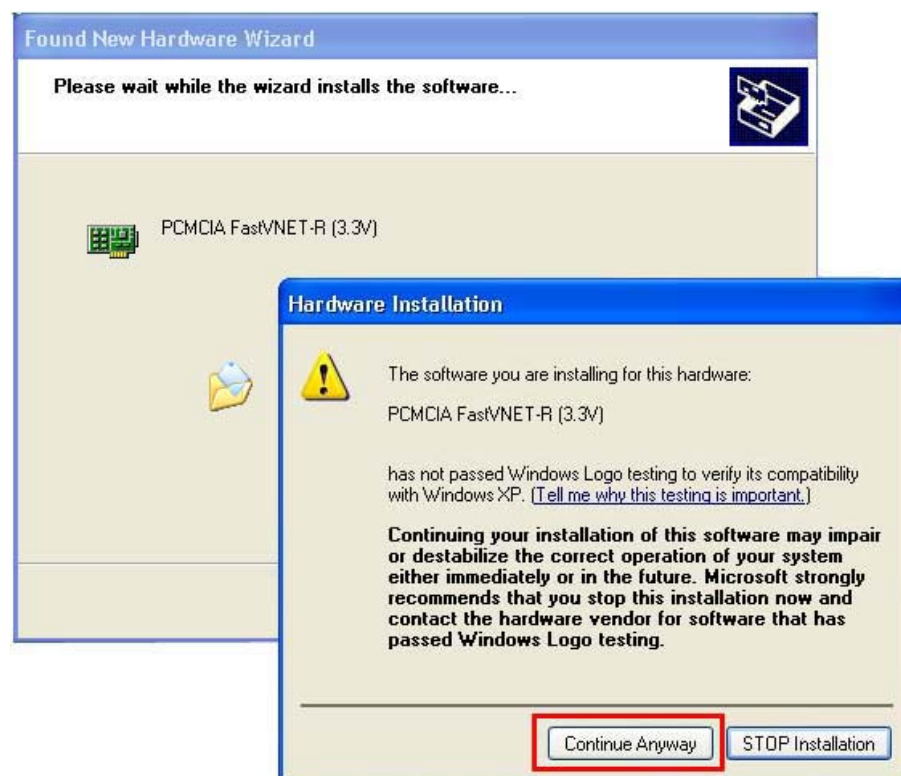 Found New Hardware Wizard
Please wait while the wizard installs the software...
PCMCIA FastVNET-R (3.3V)
Hardware Installation
The software you are installing for this hardware:
PCMCIA FastVNET-R (3.3V)
has not passed Windows Logo testing to verify its compatibility
with Windows XP. (Tell me why this testing is important.)
Continuing your installation of this software may impair
or destabilize the correct operation of your system
either immediately or in the future. Microsoft strongly
recommends that you stop this installation now and
contact the hardware vendor for software that has
passed Windows Logo testing.
Continue Anyway
STOP Installation